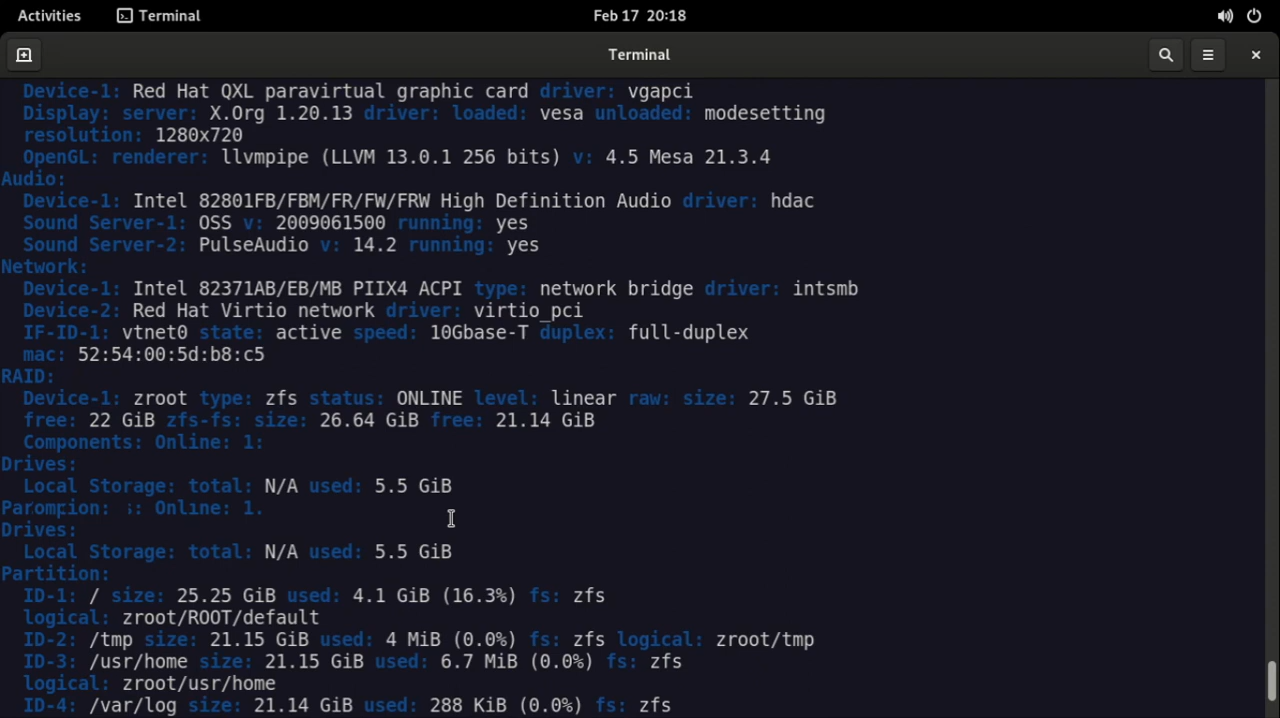 Activities
Terminal
Feb 17 20:18
Terminal
Device-1: Red Hat QXL paravirtual graphic card driver: vgapci
Display: server: X.Org 1.20.13 driver: loaded: vesa unloaded: modesetting
resolution: 1280x720
OpenGL: renderer: llvmpipe (LLVM 13.0.1 256 bits) v: 4.5 Mesa 21.3.4
Audio:
Device-1: Intel 82801FB/FBM/FR/FW/FRW High Definition Audio driver: hdac
Sound Server-1: OSS v: 2009061500 running: yes
Sound Server-2: PulseAudio v: 14.2 running: yes
Network:
Device-1: Intel 82371AB/EB/MB PIIX4 ACPI type: network bridge driver: intsmb
Device-2: Red Hat Virtio network driver: virtio_pci
IF-ID-1: vtnet0 state: active speed: 10Gbase-T duplex: full-duplex
mac: 52:54:00:5d:b8:c5
RAID:
Device-1: zroot type: zfs status: ONLINE level: linear raw: size: 27.5 GiB
free: 22 GiB zfs-fs: size: 26.64 GiB free: 21.14 GiB
Components: Online: 1:
Drives:
Local Storage: total: N/A used: 5.5 GiB
Online: 1.
Drives:
Local Storage: total: N/A used: 5.5 GiB
Partition:
ID-1: / size: 25.25 GiB used: 4.1 GiB (16.3%) fs: zfs
logical: zroot/ROOT/default
ID-2: /tmp size: 21.15 GiB used: 4 MiB (0.0%) fs: zfs logical: zroot/tmp
ID-3: /usr/home size: 21.15 GiB used: 6.7 MiB (0.0%) fs: zfs
logical: zroot/usr/home
ID-4: /var/log size: 21.14 GiB used: 288 KiB (0.0%) fs: zfs